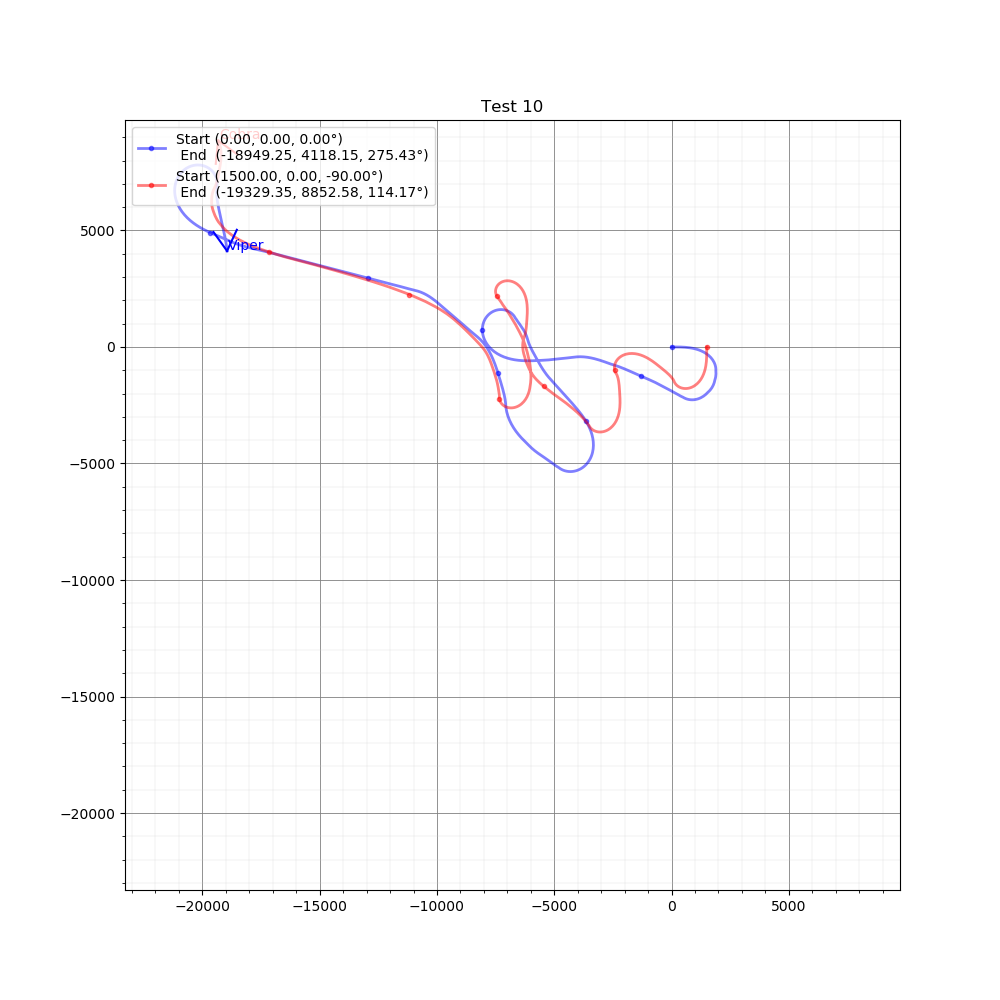 Test 10
Start (0.00, 0.00, 0.00°)
End (-18949.25, 4118.15, 275.43°)
Start (1500.00, 0.00, -90.00°)
End (-19329.35, 8852.58, 114.17°)
Cobra
Viper
5000
0
−5000
−10000
−15000
−20000
−20000 −15000 −10000 −5000 0 5000